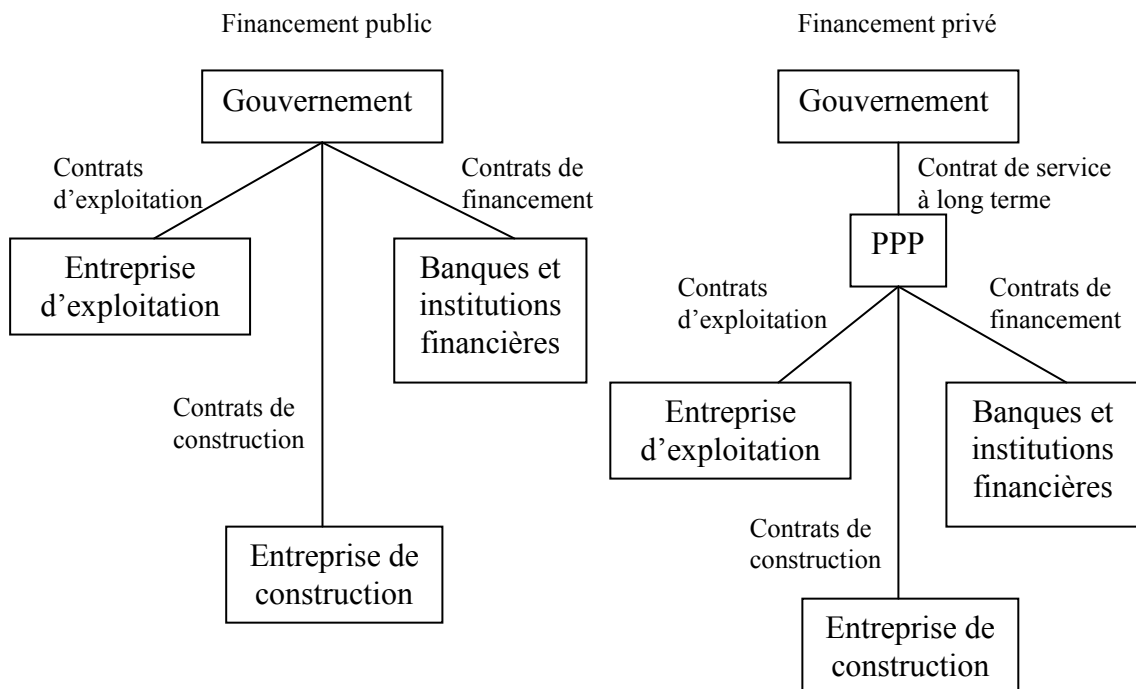 Financement public
Gouvernement
Contrats
d’exploitation
Contrats de
financement
Entreprise
d’exploitation
Banques et
institutions
financières
Contrats de
construction
Entreprise de
construction
Financement privé
Gouvernement
Contrat de service
à long terme
PPP
Contrats
d’exploitation
Contrats de
financement
Entreprise
d’exploitation
Banques et
institutions
financières
Contrats de
construction
Entreprise de
construction